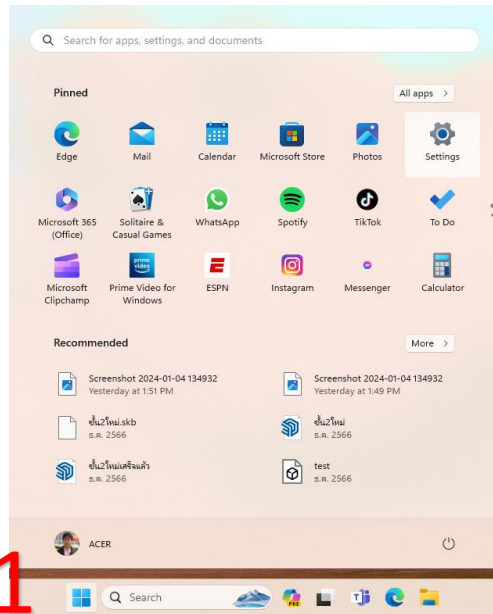 Search for apps, settings, and documents
Pinned
All apps >
Edge
Mail
Calendar
Microsoft Store
Photos
Settings
Microsoft 365
(Office)
Solitaire &
Casual Games
WhatsApp
Spotify
TikTok
To Do
prime
video
Microsoft
Clipchamp
Prime Video for
Windows
ESPN
Instagram
Messenger
Calculator
Recommended
More >
Screenshot 2024-01-04 134932
Yesterday at 1:51 PM
Screenshot 2024-01-04 134932
Yesterday at 1:49 PM
ชั้น2ใหม่.skb
ธ.ค. 2566
ชั้น2ใหม่
ธ.ค. 2566
ชั้น2ใหม่เสร็จแล้ว
ธ.ค. 2566
test
ธ.ค. 2566
ACER
1
Search
PRE